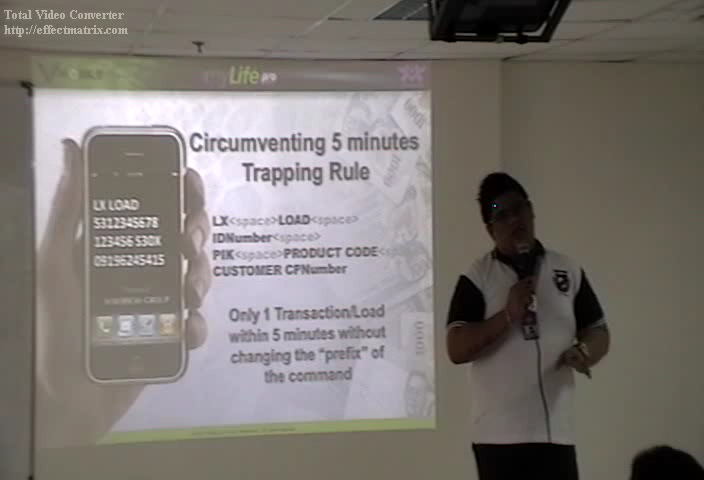 Total Video Converter
http://effectmatrix.com
myLife
Circumventing 5 minutes
Trapping Rule
LX LOAD
5312345678
123456 S30X
09196245415
LX<space>LOAD<space>
IDNumber<space>
PIK<space>PRODUCT CODE<
CUSTOMER CPNumber
Only 1 Transaction/Load
within 5 minutes without
changing the “prefix” of
the command